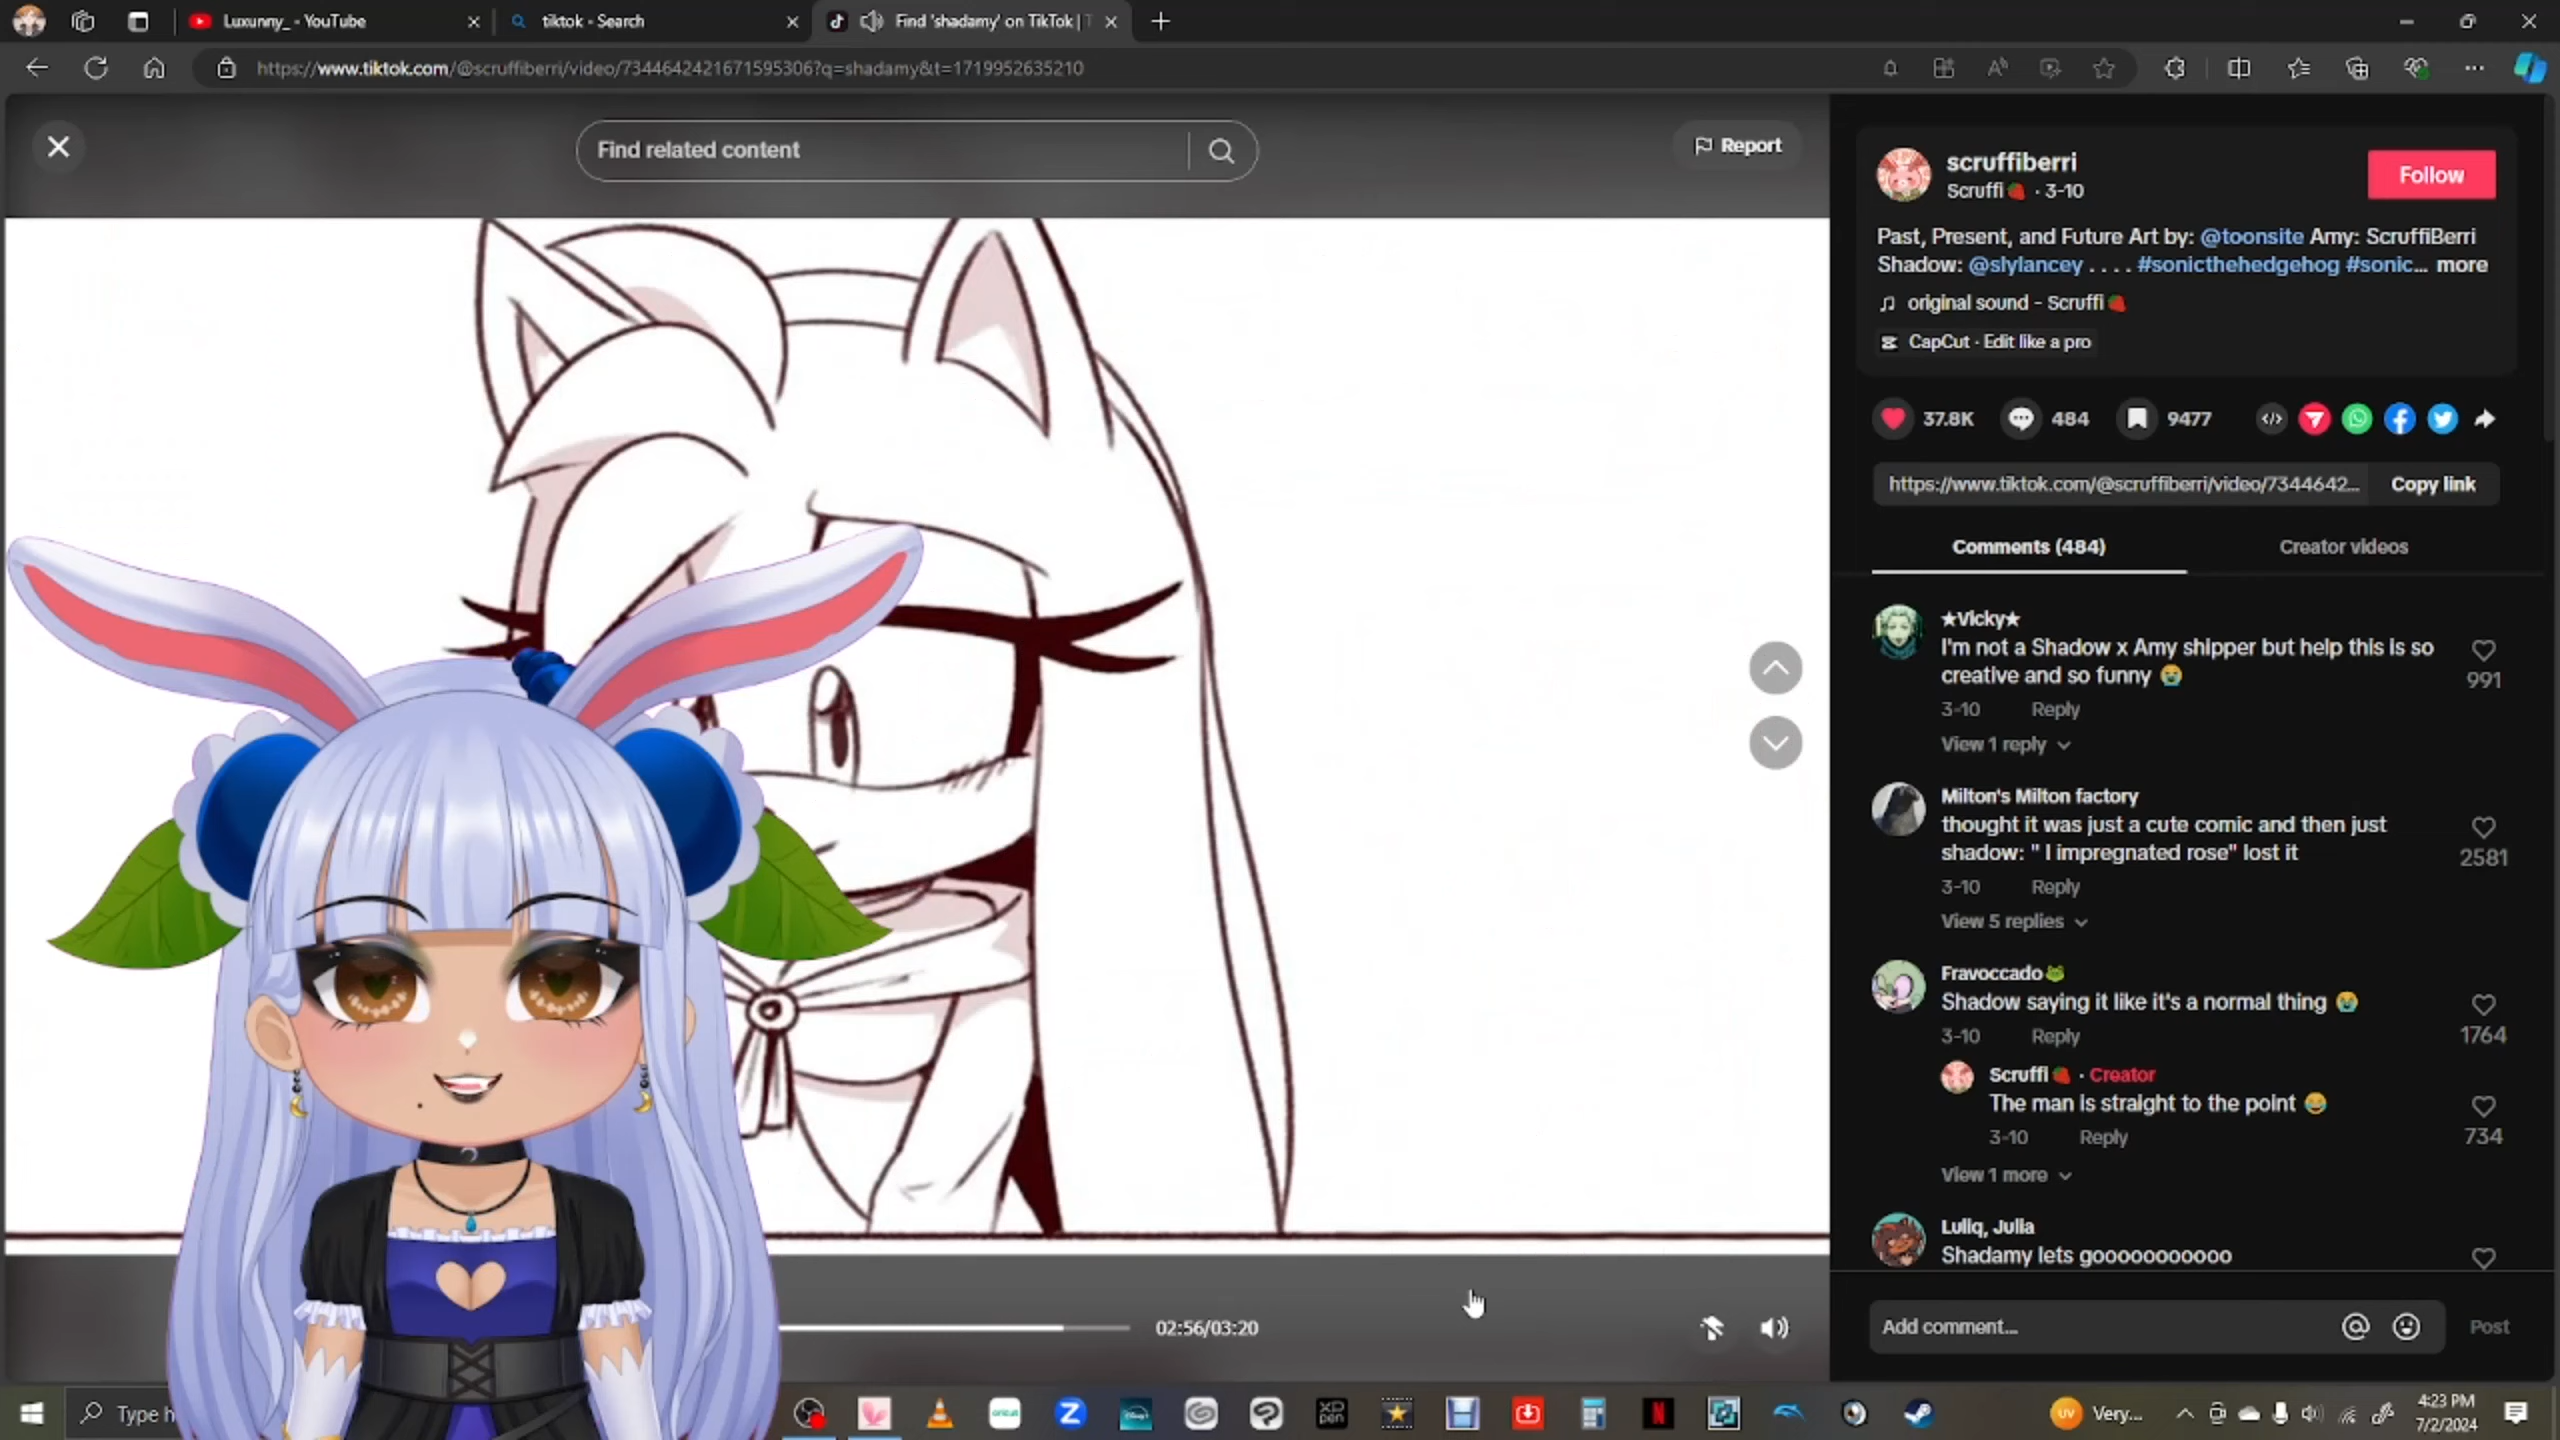 Luxunny_ - YouTube
tiktok - Search
Find 'shadamy' on TikTok | T
https://www.tiktok.com/@scruffiberri/video/7344642421671595306?q=shadamy&t=1719952635210
Find related content
Report
scruffiberri
Scruffi🍓 · 3-10
Follow
Past, Present, and Future Art by: @toonsite Amy: ScruffiBerri
Shadow: @slylancey . . . . #sonicthehedgehog #sonic... more
original sound - Scruffi🍓
CapCut · Edit like a pro
37.8K
484
9477
https://www.tiktok.com/@scruffiberri/video/7344642...
Copy link
Comments (484)
Creator videos
★Vicky★
I'm not a Shadow x Amy shipper but help this is so
creative and so funny 😭
991
3-10 Reply
View 1 reply
Milton's Milton factory
thought it was just a cute comic and then just
shadow: " I impregnated rose" lost it
2581
3-10 Reply
View 5 replies
Fravoccado🐸
Shadow saying it like it's a normal thing 😭
1764
3-10 Reply
Scruffi🍓 · Creator
The man is straight to the point 😂
734
3-10 Reply
View 1 more
Luliq, Julia
Shadamy lets gooooooooooo
02:56/03:20
Add comment...
Post
Type h
cricut
Disney+
XP
PEN
N
UV
Very...
4:23 PM
7/2/2024